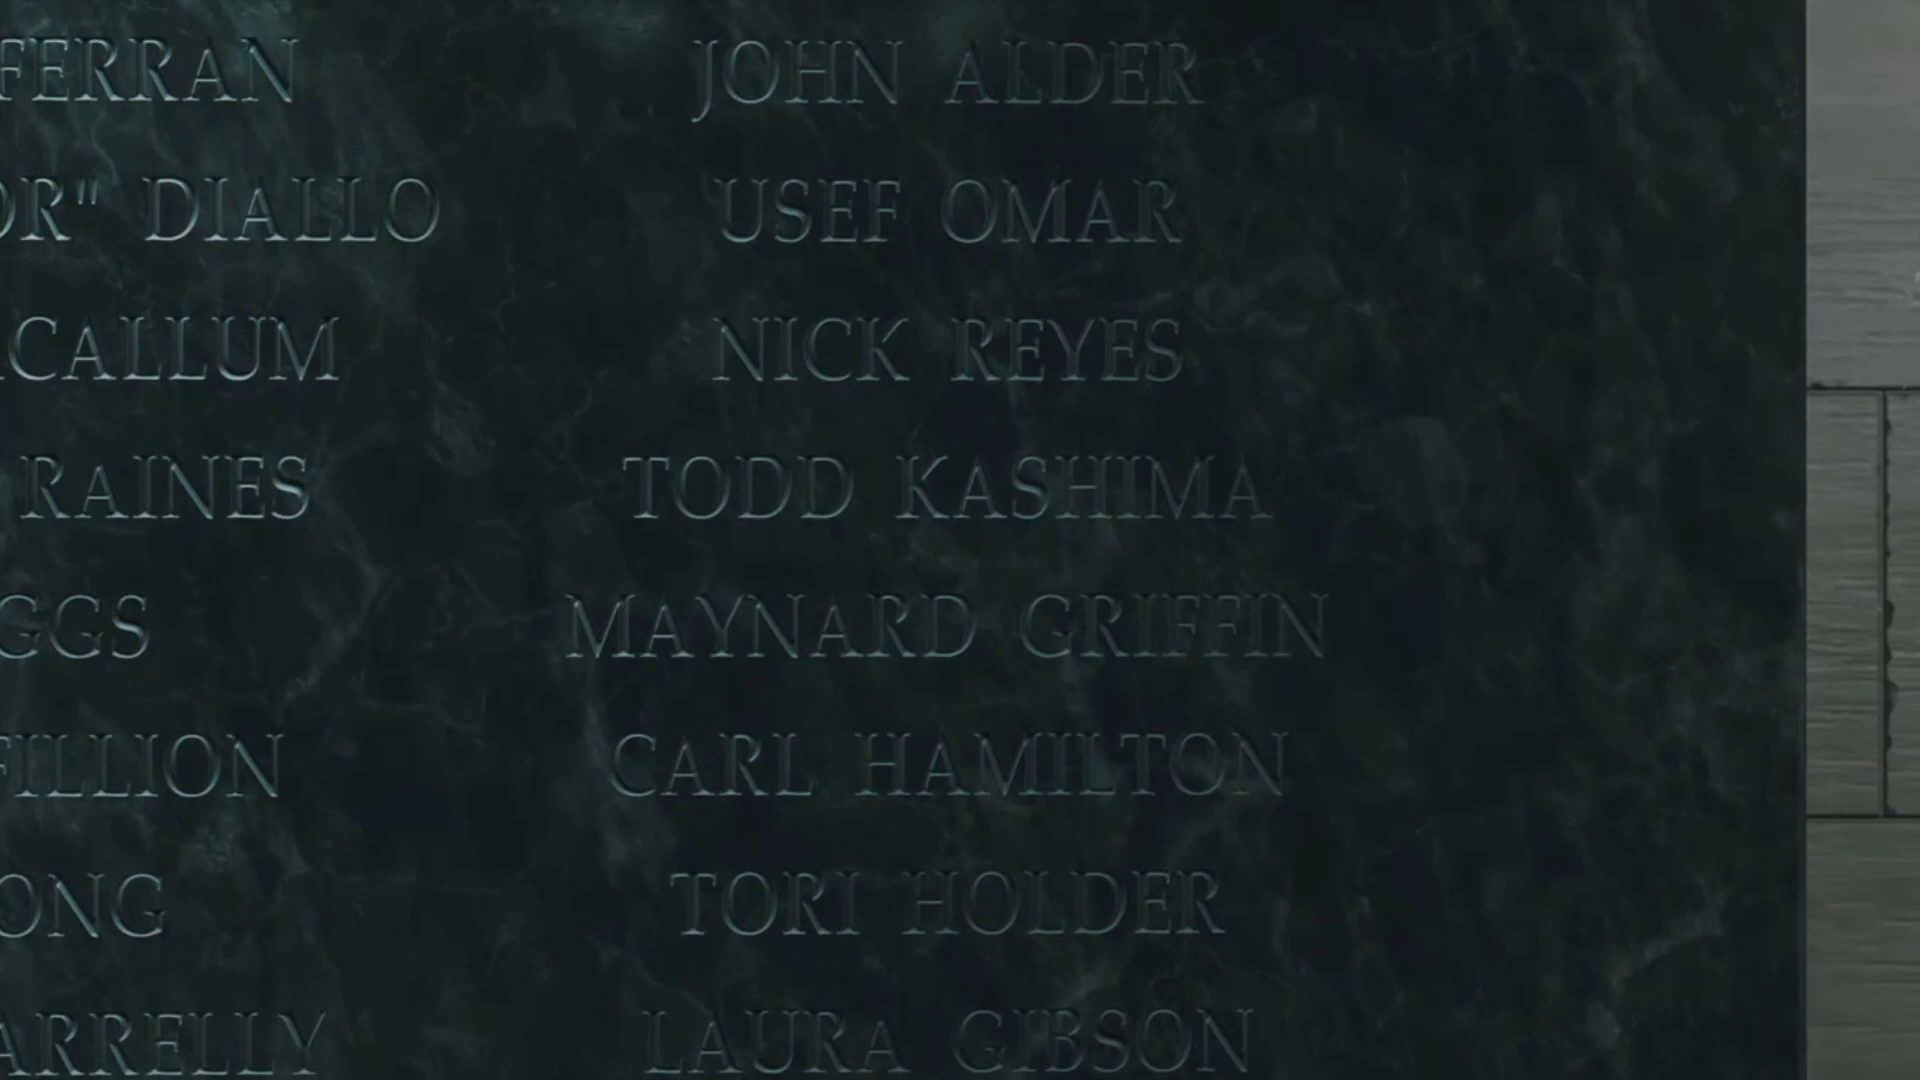 FERRAN JOHN ALDER
OR" DIALLO USEF OMAR
CALLUM NICK REYES
RAINES TODD KASHIMA
GGS MAYNARD GRIFFIN
FILLION CARL HAMILTON
ONG TORI HOLDER
ARRELLY LAURA GIBSON